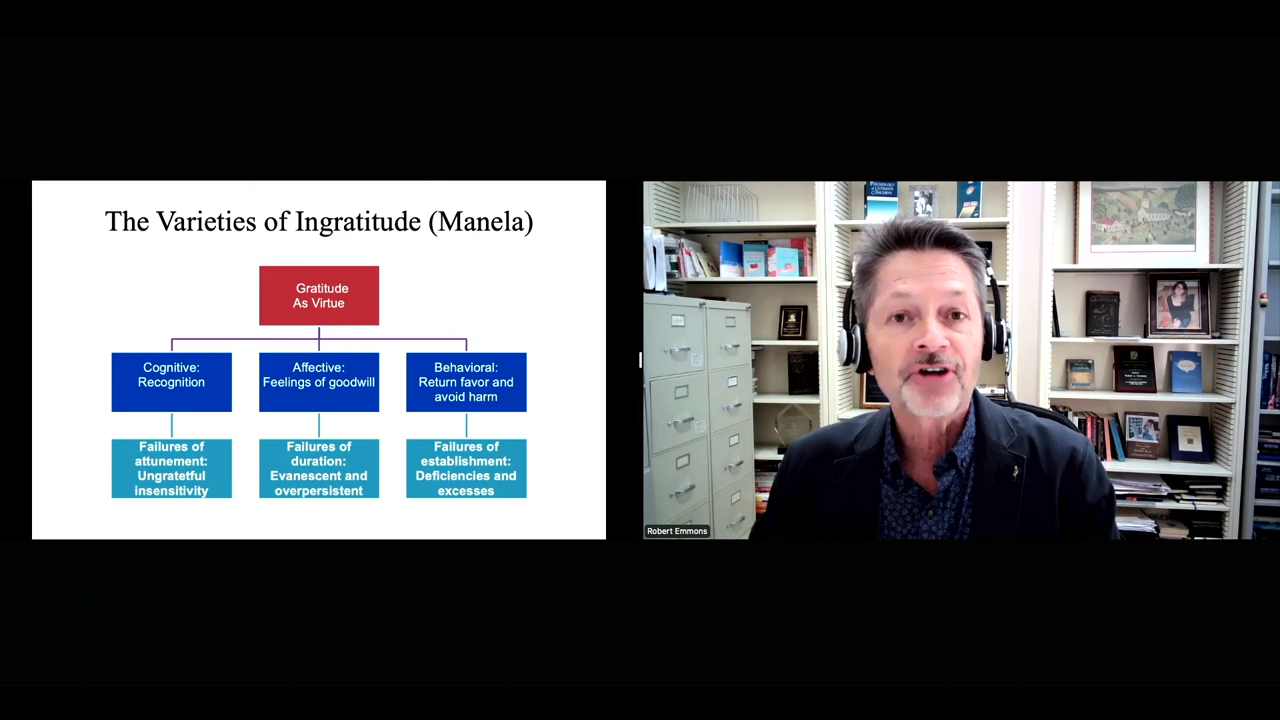 The Varieties of Ingratitude (Manela)
Gratitude
As Virtue
Cognitive:
Recognition
Affective:
Feelings of goodwill
Behavioral:
Return favor and
avoid harm
Failures of
attunement:
Ungrateful
insensitivity
Failures of
duration:
Evanescent and
overpersistent
Failures of
establishment:
Deficiencies and
excesses
Robert Emmons